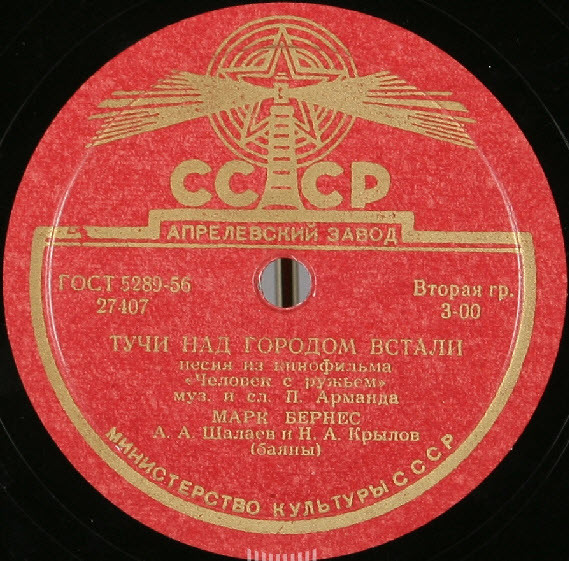 СССР
АПРЕЛЕВСКИЙ ЗАВОД
ГОСТ 5289-56
27407
Вторая гр.
3-00
ТУЧИ НАД ГОРОДОМ ВСТАЛИ
песня из кинофильма
«Человек с ружьем»
муз. и сл. П. Арманда
МАРК БЕРНЕС
А. А. Шалаев и Н. А. Крылов
(баяны)
МИНИСТЕРСТВО КУЛЬТУРЫ СССР